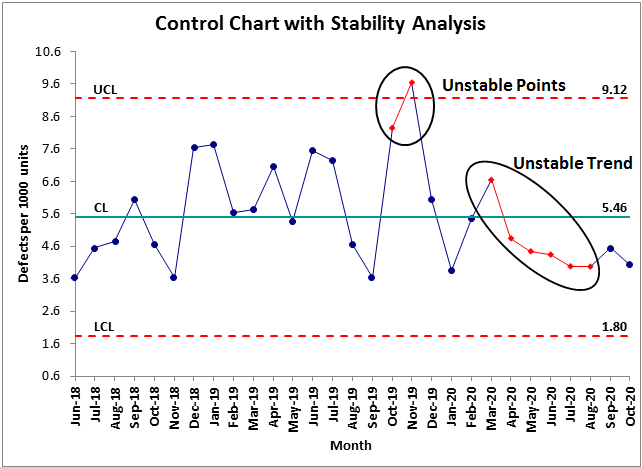 Control Chart with Stability Analysis
10.6
9.6
8.6
7.6
6.6
5.6
4.6
3.6
2.6
1.6
0.6
Defects per 1000 units
UCL
9.12
Unstable Points
Unstable Trend
CL
5.46
LCL
1.80
Jun-18
Jul-18
Aug-18
Sep-18
Oct-18
Nov-18
Dec-18
Jan-19
Feb-19
Mar-19
Apr-19
May-19
Jun-19
Jul-19
Aug-19
Sep-19
Oct-19
Nov-19
Dec-19
Jan-20
Feb-20
Mar-20
Apr-20
May-20
Jun-20
Jul-20
Aug-20
Sep-20
Oct-20
Month